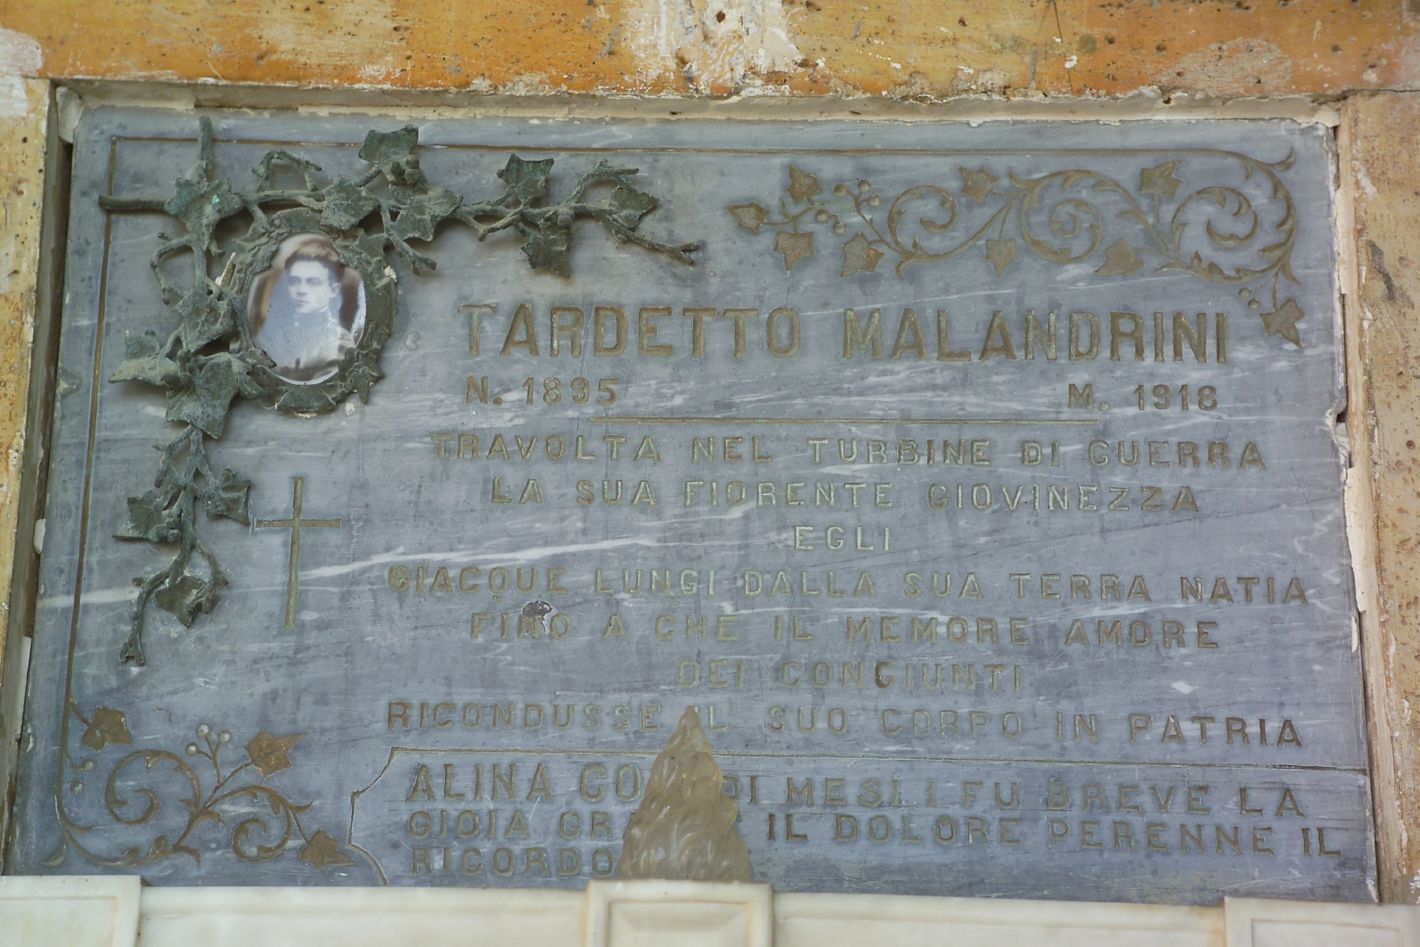 TARDETTO MALANDRINI
N. 1895 M. 1918
TRAVOLTA NEL TURBINE DI GUERRA
LA SUA FIORENTE GIOVINEZZA
EGLI
GIACQUE LUNGI DALLA SUA TERRA NATIA
FINO A CHE IL MEMORE AMORE
DEI CONGIUNTI
RICONDUSSE IL SUO CORPO IN PATRIA
ALINA DI MESI I FU BREVE LA
GIOIA IL DOLORE PERENNE IL
RICORDO